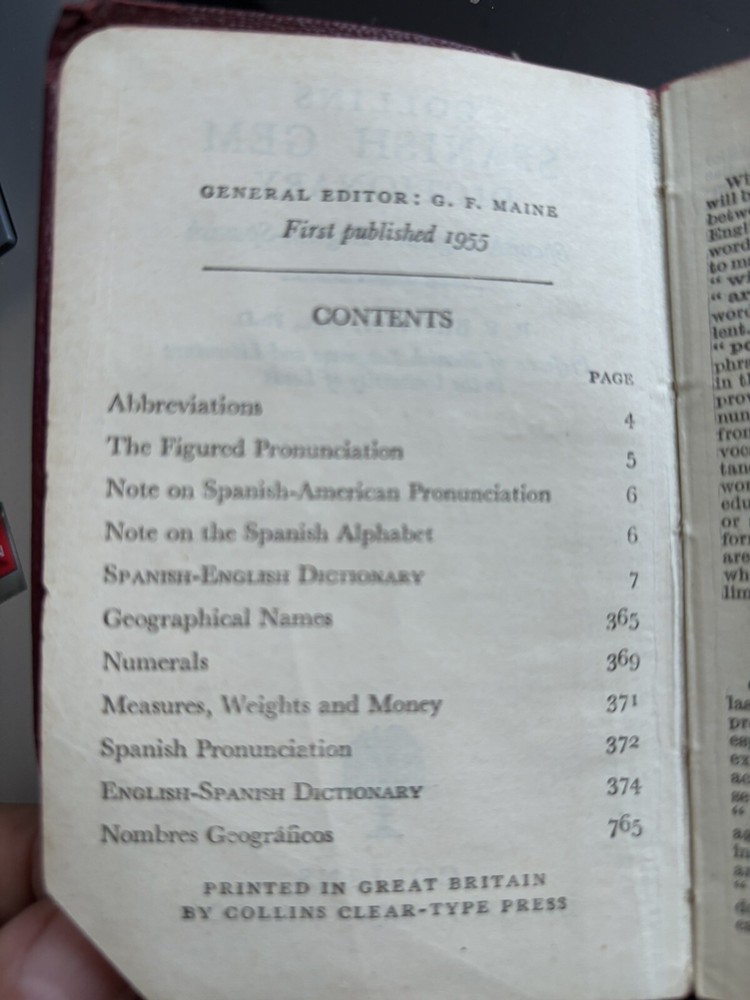 GENERAL EDITOR: G. F. MAINE
First published 1955
CONTENTS
PAGE
Abbreviations 4
The Figured Pronunciation 5
Note on Spanish-American Pronunciation 6
Note on the Spanish Alphabet 6
SPANISH-ENGLISH DICTIONARY 7
Geographical Names 365
Numerals 369
Measures, Weights and Money 371
Spanish Pronunciation 372
ENGLISH-SPANISH DICTIONARY 374
Nombres Geográficos 765
PRINTED IN GREAT BRITAIN
BY COLLINS CLEAR-TYPE PRESS